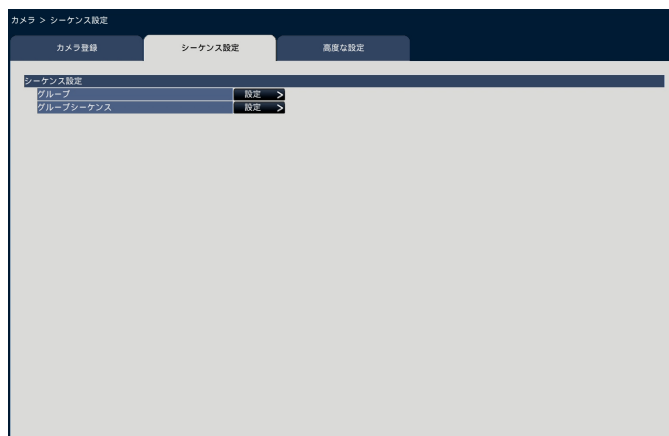 カメラ > シーケンス設定
カメラ登録 シーケンス設定 高度な設定
シーケンス設定
グループ 設定 >
グループシーケンス 設定 >